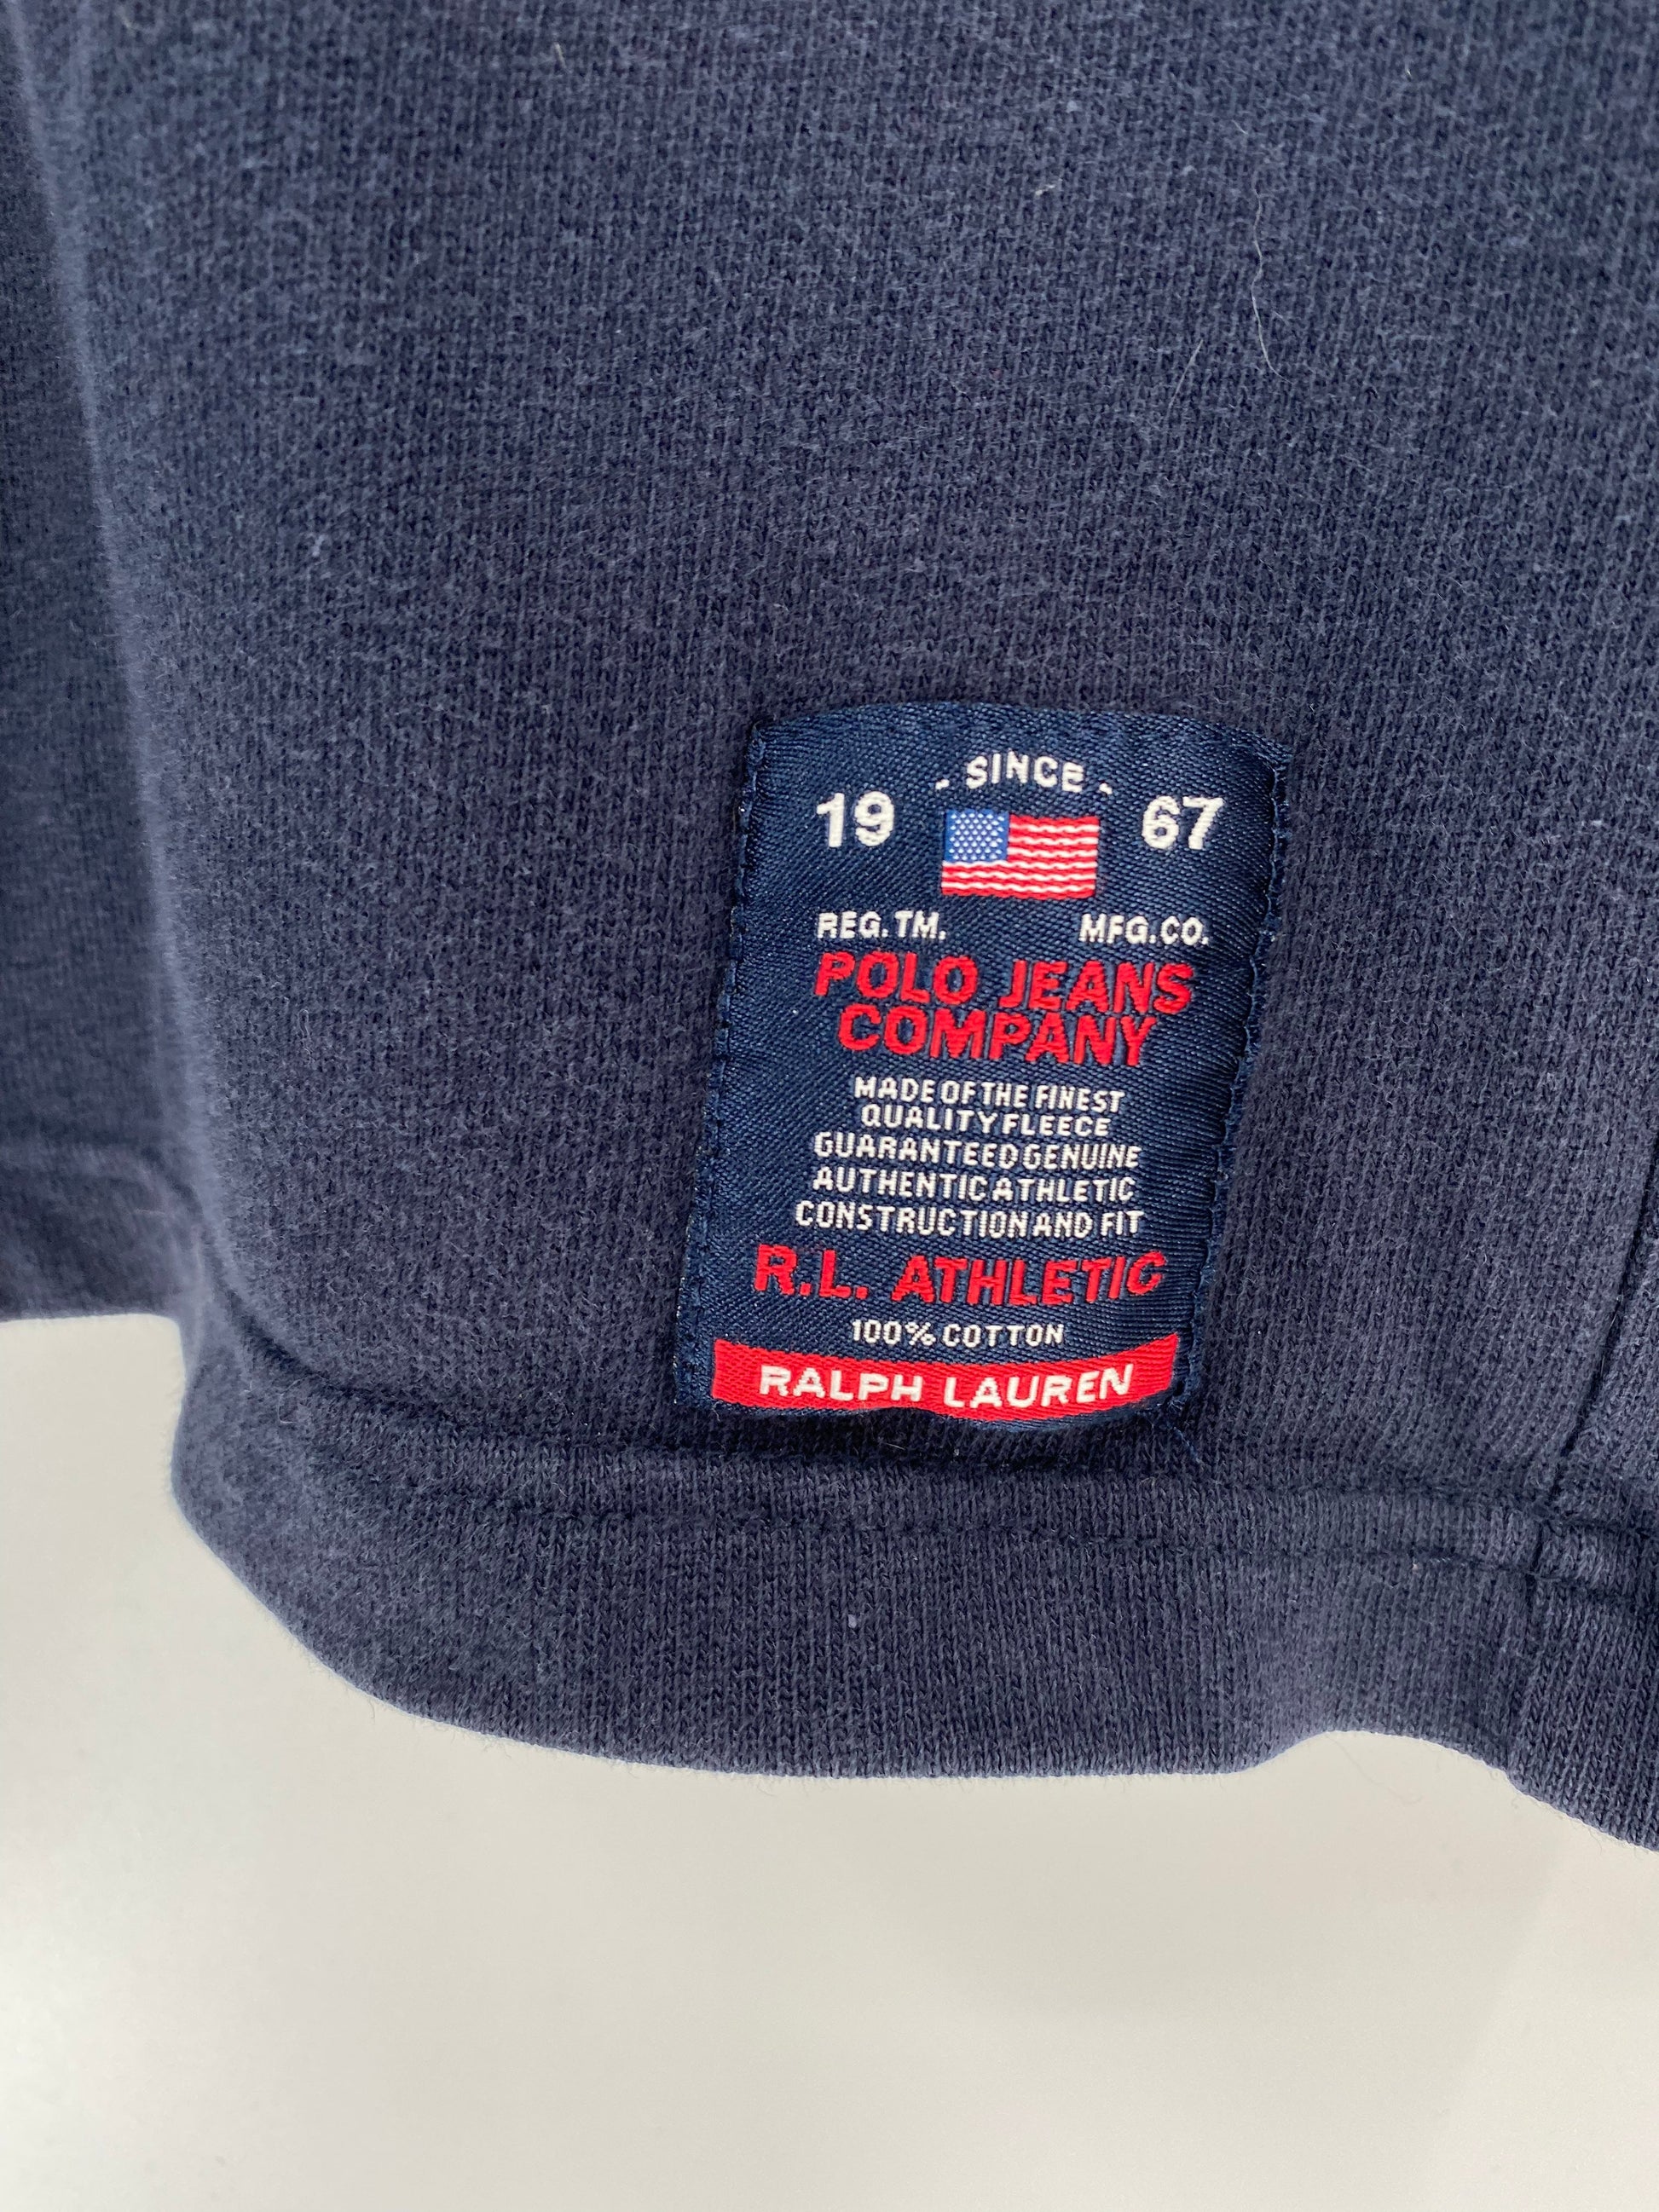 - SINCE -
19 67
REG. TM. MFG. CO.
POLO JEANS
COMPANY
MADE OF THE FINEST
QUALITY FLEECE
GUARANTEED GENUINE
AUTHENTIC ATHLETIC
CONSTRUCTION AND FIT
R.L. ATHLETIC
100% COTTON
RALPH LAUREN